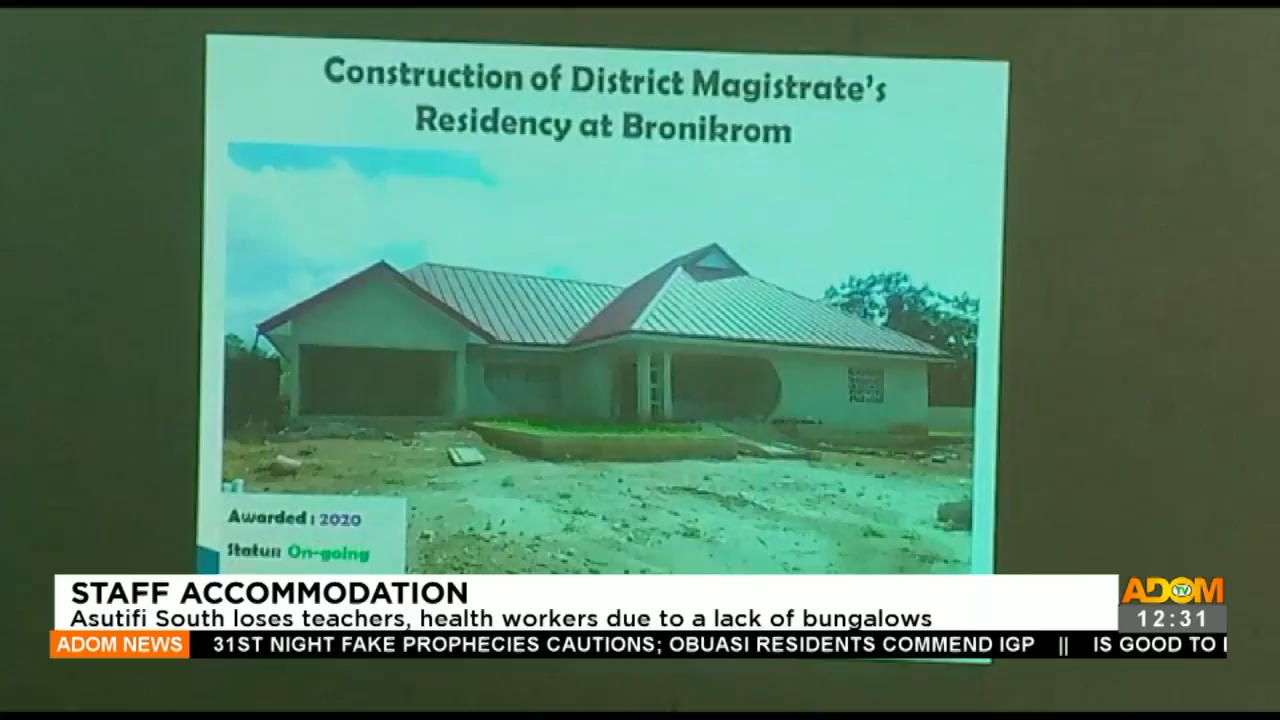 Construction of District Magistrate's
Residency at Bronikrom
Awarded : 2020
Status: On-going
STAFF ACCOMMODATION
Asutifi South loses teachers, health workers due to a lack of bungalows
ADOM TV
12:31
ADOM NEWS
31ST NIGHT FAKE PROPHECIES CAUTIONS; OBUASI RESIDENTS COMMEND IGP || IS GOOD TO